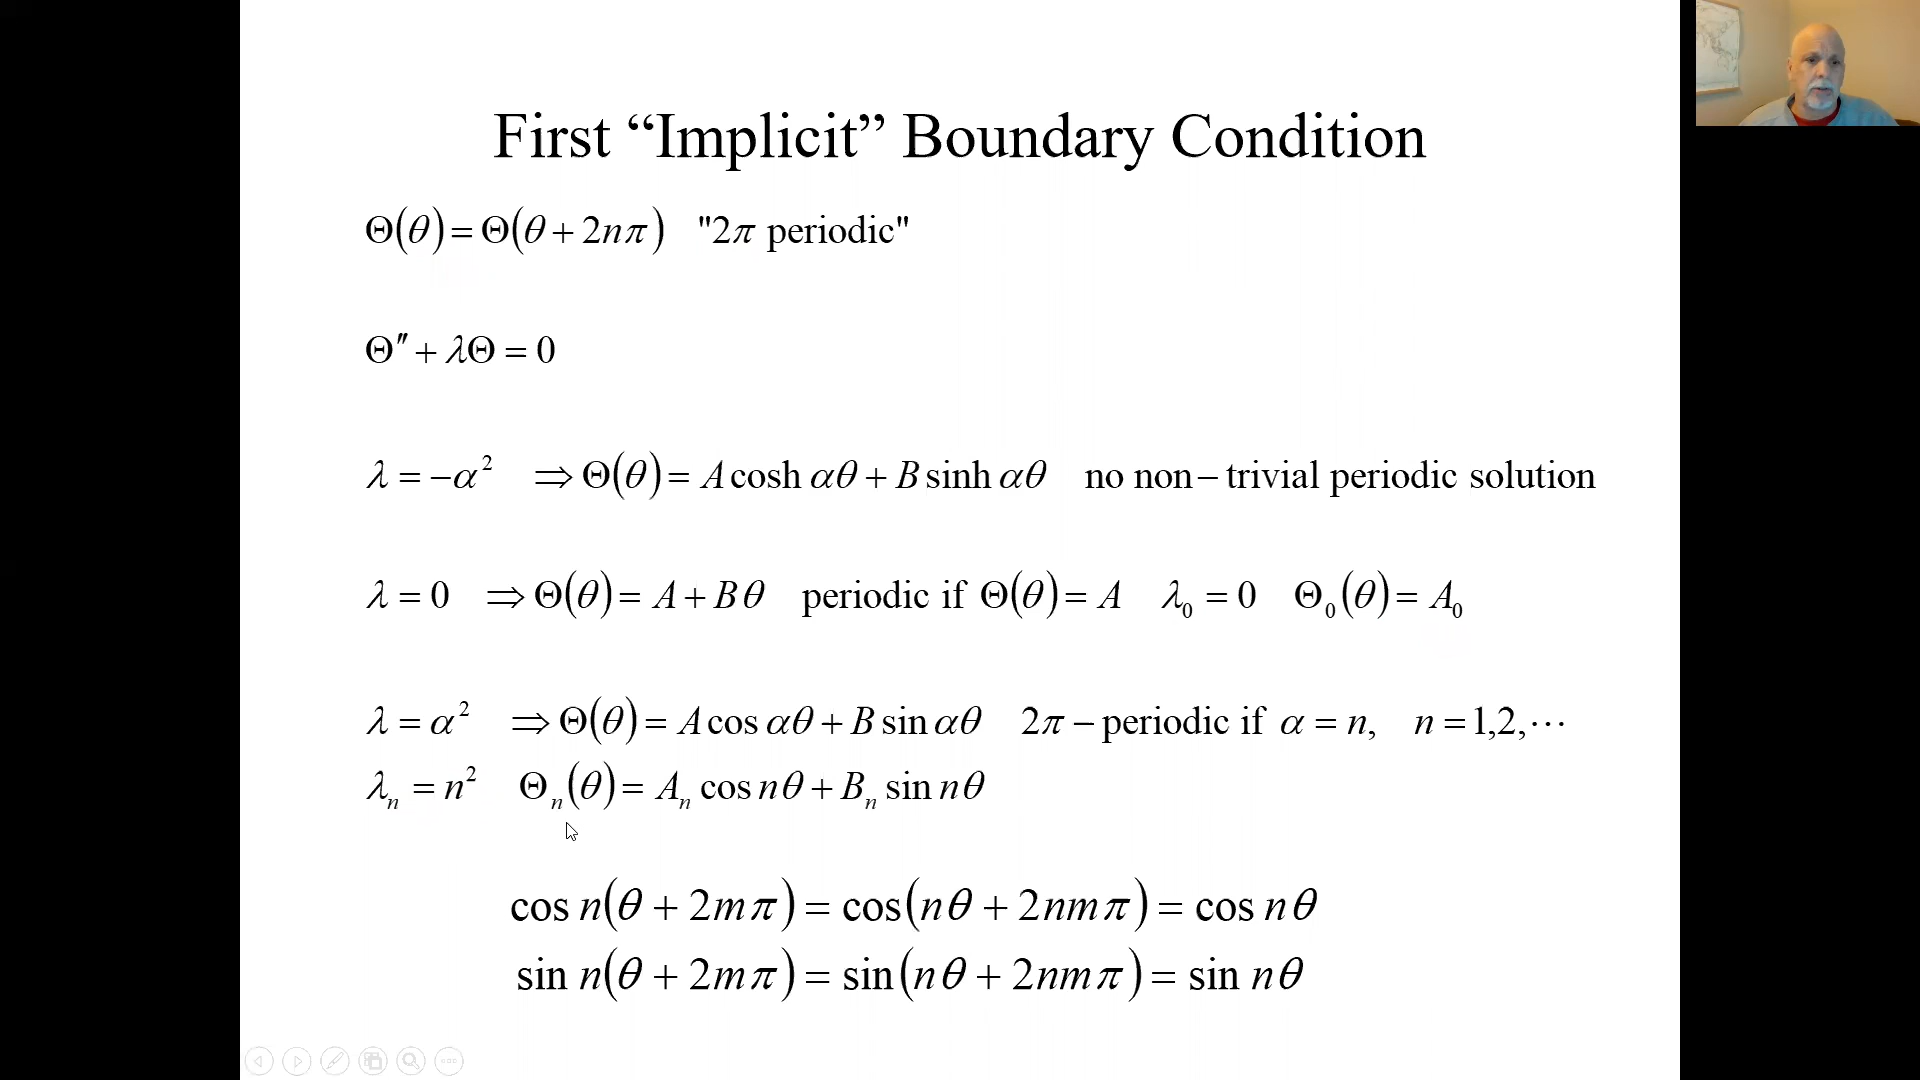 First “Implicit” Boundary Condition
Θ(θ) = Θ(θ + 2nπ) "2π periodic"
Θ″ + λΘ = 0
λ = −α² ⇒ Θ(θ) = A cosh αθ + B sinh αθ no non − trivial periodic solution
λ = 0 ⇒ Θ(θ) = A + Bθ periodic if Θ(θ) = A λ₀ = 0 Θ₀(θ) = A₀
λ = α² ⇒ Θ(θ) = A cos αθ + B sin αθ 2π − periodic if α = n, n = 1,2,⋯
λₙ = n² Θₙ(θ) = Aₙ cos nθ + Bₙ sin nθ
cos n(θ + 2mπ) = cos(nθ + 2nmπ) = cos nθ
sin n(θ + 2mπ) = sin(nθ + 2nmπ) = sin nθ